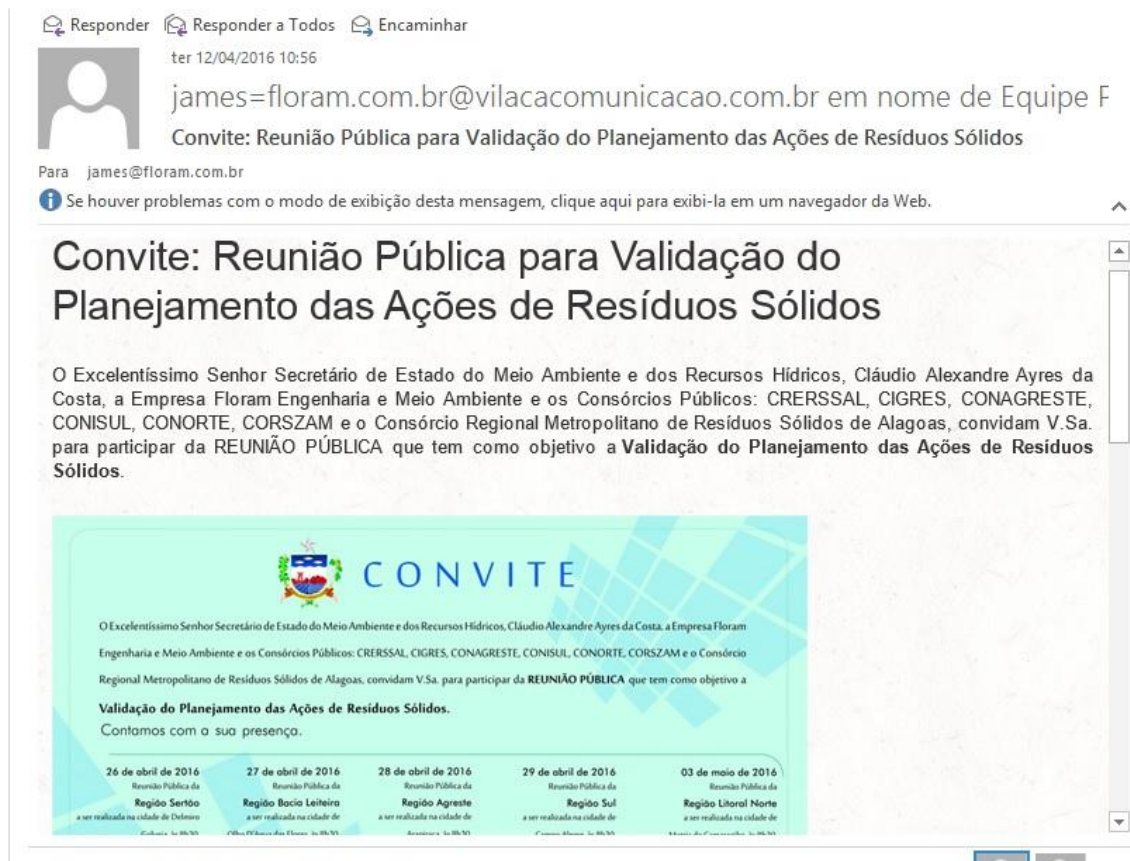 Responder Responder a Todos Encaminhar
ter 12/04/2016 10:56
james=floram.com.br@vilacacomunicacao.com.br em nome de Equipe F
Convite: Reunião Pública para Validação do Planejamento das Ações de Resíduos Sólidos
Para james@floram.com.br
Se houver problemas com o modo de exibição desta mensagem, clique aqui para exibi-la em um navegador da Web.
Convite: Reunião Pública para Validação do
Planejamento das Ações de Resíduos Sólidos
O Excelentíssimo Senhor Secretário de Estado do Meio Ambiente e dos Recursos Hídricos, Cláudio Alexandre Ayres da
Costa, a Empresa Floram Engenharia e Meio Ambiente e os Consórcios Públicos: CRERSSAL, CIGRES, CONAGRESTE,
CONISUL, CONORTE, CORSZAM e o Consórcio Regional Metropolitano de Resíduos Sólidos de Alagoas, convidam V.Sa.
para participar da REUNIÃO PÚBLICA que tem como objetivo a Validação do Planejamento das Ações de Resíduos
Sólidos.
CONVITE
O Excelentíssimo Senhor Secretário de Estado do Meio Ambiente e dos Recursos Hídricos, Cláudio Alexandre Ayres da Costa, a Empresa Floram
Engenharia e Meio Ambiente e os Consórcios Públicos: CRERSSAL, CIGRES, CONAGRESTE, CONISUL, CONORTE, CORSZAM e o Consórcio
Regional Metropolitano de Resíduos Sólidos de Alagoas, convidam V.Sa. para participar da REUNIÃO PÚBLICA que tem como objetivo a
Validação do Planejamento das Ações de Resíduos Sólidos.
Contamos com a sua presença.
26 de abril de 2016 27 de abril de 2016 28 de abril de 2016 29 de abril de 2016 03 de maio de 2016
Reunião Pública da Reunião Pública da Reunião Pública da Reunião Pública da Reunião Pública da
Região Sertão Região Bacia Leiteira Região Agreste Região Sul Região Litoral Norte
a ser realizada na cidade de Delmiro a ser realizada na cidade de a ser realizada na cidade de a ser realizada na cidade de a ser realizada na cidade de